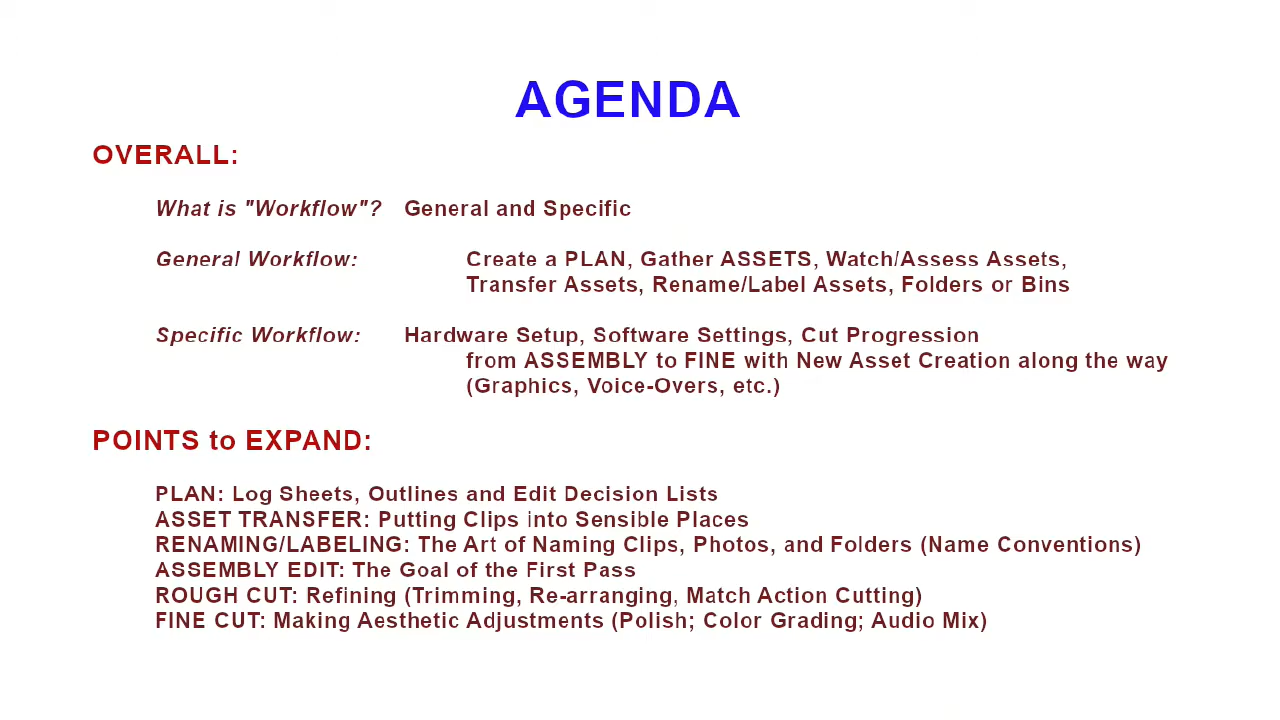 AGENDA
OVERALL:
What is "Workflow"? General and Specific
General Workflow: Create a PLAN, Gather ASSETS, Watch/Assess Assets,
Transfer Assets, Rename/Label Assets, Folders or Bins
Specific Workflow: Hardware Setup, Software Settings, Cut Progression
from ASSEMBLY to FINE with New Asset Creation along the way
(Graphics, Voice-Overs, etc.)
POINTS to EXPAND:
PLAN: Log Sheets, Outlines and Edit Decision Lists
ASSET TRANSFER: Putting Clips into Sensible Places
RENAMING/LABELING: The Art of Naming Clips, Photos, and Folders (Name Conventions)
ASSEMBLY EDIT: The Goal of the First Pass
ROUGH CUT: Refining (Trimming, Re-arranging, Match Action Cutting)
FINE CUT: Making Aesthetic Adjustments (Polish; Color Grading; Audio Mix)